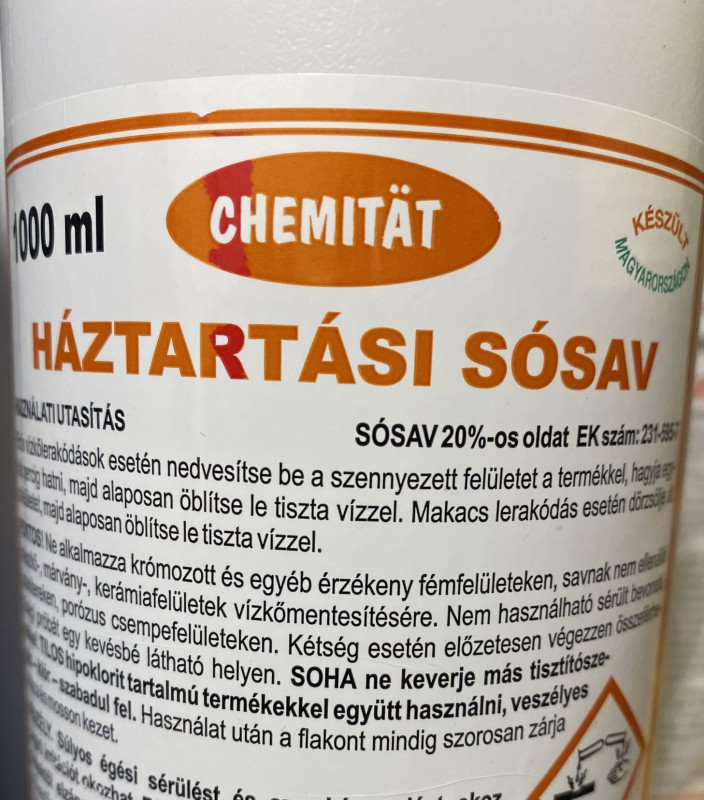 CHEMITÄT
1000 ml
KÉSZÜLT
MAGYARORSZÁGON
HÁZTARTÁSI SÓSAV
HASZNÁLATI UTASÍTÁS
SÓSAV 20%-os oldat EK szám: 231-595-7
vízkőlerakódások esetén nedvesítse be a szennyezett felületet a termékkel, hagyja
hatni, majd alaposan öblítse le tiszta vízzel. Makacs lerakódás esetén dörzsölje
majd alaposan öblítse le tiszta vízzel.
Ne alkalmazza krómozott és egyéb érzékeny fémfelületeken, savnak nem ellenálló
márvány-, kerámiafelületek vízkőmentesítésére. Nem használható sérült bevonatú
porózus csempefelületeken. Kétség esetén előzetesen végezzen
próbát egy kevésbé látható helyen. SOHA ne keverje más tisztítósze-
TILOS hipoklorit tartalmú termékekkel együtt használni, veszélyes
- klór - szabadul fel. Használat után a flakont mindig szorosan zárja
mosson kezet.
Súlyos égési sérülést és
okozhat